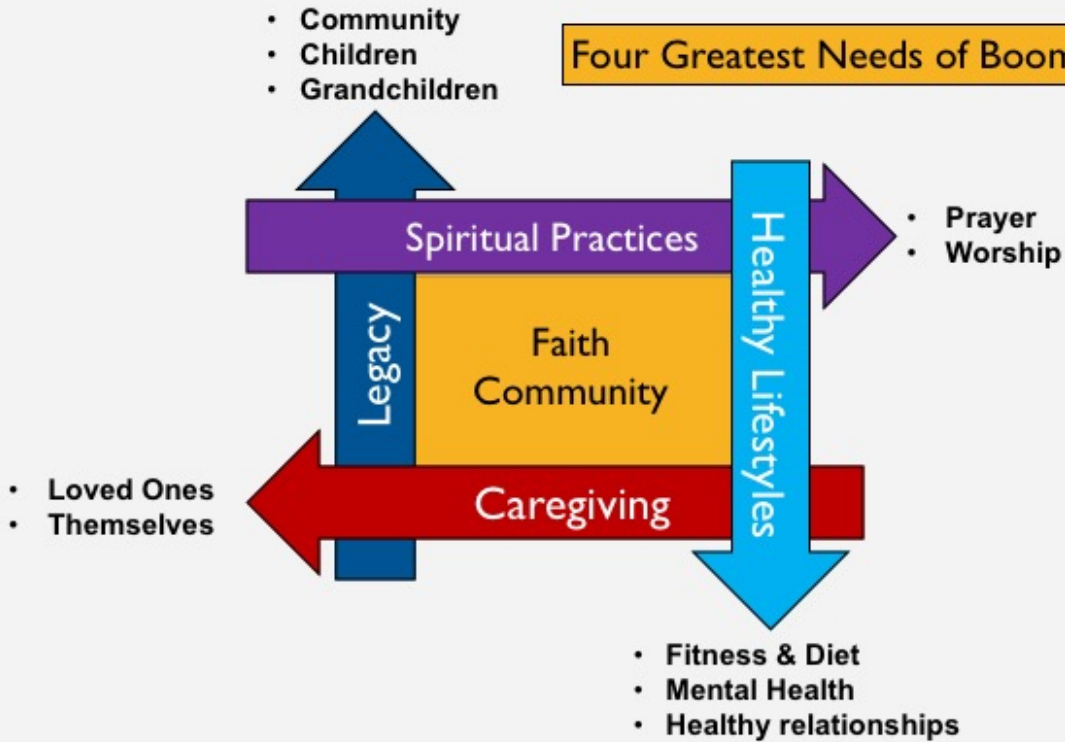 • Community
• Children
• Grandchildren
Four Greatest Needs of Boom
Spiritual Practices
• Prayer
• Worship
Healthy Lifestyles
Legacy
Faith
Community
• Loved Ones
• Themselves
Caregiving
• Fitness & Diet
• Mental Health
• Healthy relationships